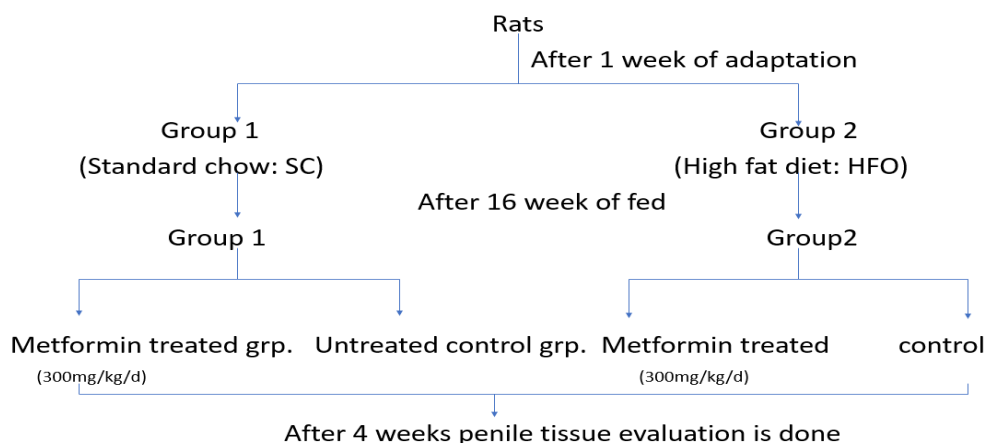 Rats
After 1 week of adaptation
Group 1
(Standard chow: SC)
Group 2
(High fat diet: HFO)
After 16 week of fed
Group 1
Group2
Metformin treated grp.
(300mg/kg/d)
Untreated control grp.
Metformin treated
(300mg/kg/d)
control
After 4 weeks penile tissue evaluation is done